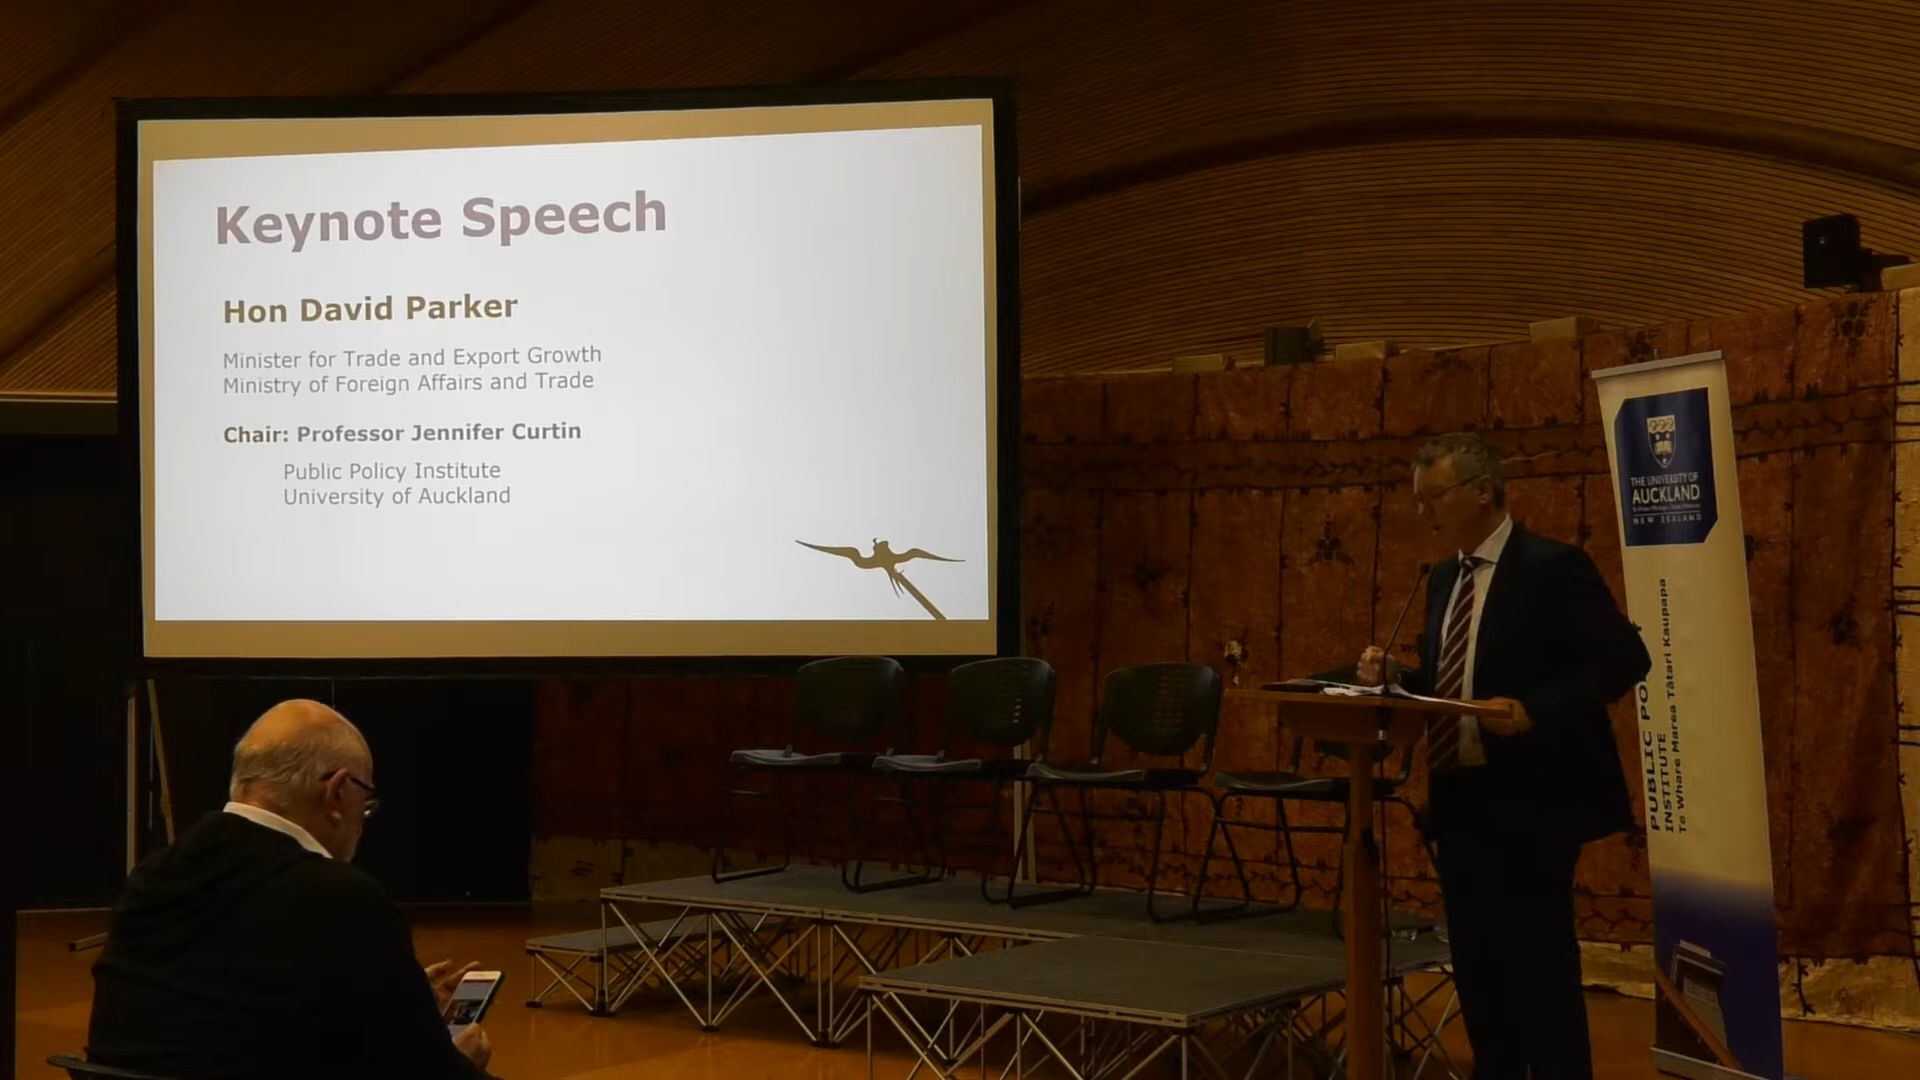 Keynote Speech
Hon David Parker
Minister for Trade and Export Growth
Ministry of Foreign Affairs and Trade
Chair: Professor Jennifer Curtin
Public Policy Institute
University of Auckland
THE UNIVERSITY OF
AUCKLAND
NEW ZEALAND
PUBLIC PO
INSTITUTE
Te Whare Marea Tātari Kaupapa